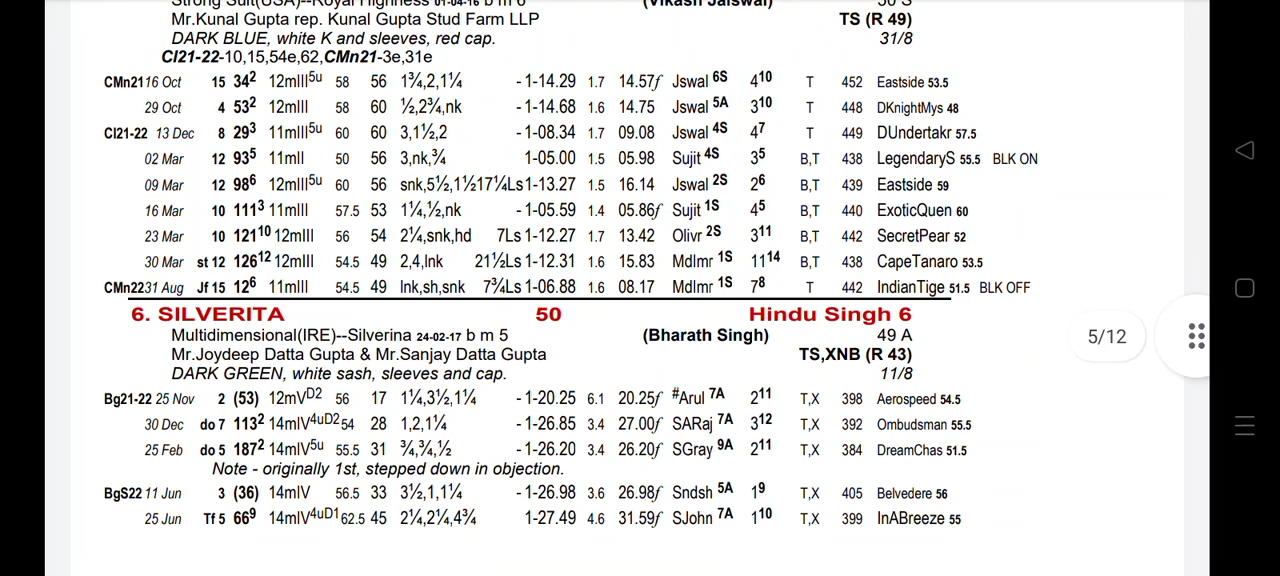 Strong Suit(USA)--Royal Highness 01-04-16 b m 6 (Vikash Jaiswal) 50 S
Mr.Kunal Gupta rep. Kunal Gupta Stud Farm LLP TS (R 49)
DARK BLUE, white K and sleeves, red cap. 31/8
CI21-22-10,15,54e,62,CMn21-3e,31e
CMn21 16 Oct 15 34² 12mIII5u 58 56 1¾,2,1¼ - 1-14.29 1.7 14.57f Jswal 6S 4¹⁰ T 452 Eastside 53.5
29 Oct 4 53² 12mIII 58 60 ½,2¾,nk - 1-14.68 1.6 14.75 Jswal 5A 3¹⁰ T 448 DKnightMys 48
CI21-22 13 Dec 8 29³ 11mIII5u 60 60 3,1½,2 - 1-08.34 1.7 09.08 Jswal 4S 4⁷ T 449 DUndertakr 57.5
02 Mar 12 93⁵ 11mII 50 56 3,nk,¾ 1-05.00 1.5 05.98 Sujit 4S 3⁵ B,T 438 LegendaryS 55.5 BLK ON
09 Mar 12 98⁶ 12mIII5u 60 56 snk,5½,1½17¼Ls1-13.27 1.5 16.14 Jswal 2S 2⁶ B,T 439 Eastside 59
16 Mar 10 111³ 11mIII 57.5 53 1¼,½,nk - 1-05.59 1.4 05.86f Sujit 1S 4⁵ B,T 440 ExoticQuen 60
23 Mar 10 121¹⁰ 12mIII 56 54 2¼,snk,hd 7Ls 1-12.27 1.7 13.42 Olivr 2S 3¹¹ B,T 442 SecretPear 52
30 Mar st 12 126¹² 12mIII 54.5 49 2,4,lnk 21½Ls 1-12.31 1.6 15.83 Mdlmr 1S 11¹⁴ B,T 438 CapeTanaro 53.5
CMn22 31 Aug Jf 15 12⁶ 11mIII 54.5 49 lnk,sh,snk 7¾Ls 1-06.88 1.6 08.17 Mdlmr 1S 7⁸ T 442 IndianTige 51.5 BLK OFF
6. SILVERITA 50 Hindu Singh 6
Multidimensional(IRE)--Silverina 24-02-17 b m 5 (Bharath Singh) 49 A
Mr.Joydeep Datta Gupta & Mr.Sanjay Datta Gupta TS,XNB (R 43)
DARK GREEN, white sash, sleeves and cap. 11/8
Bg21-22 25 Nov 2 (53) 12mVD2 56 17 1¼,3½,1¼ - 1-20.25 6.1 20.25f #Arul 7A 2¹¹ T,X 398 Aerospeed 54.5
30 Dec do 7 113² 14mIV4uD2 54 28 1,2,1¼ - 1-26.85 3.4 27.00f SARaj 7A 3¹² T,X 392 Ombudsman 55.5
25 Feb do 5 187² 14mIV5u 55.5 31 ¾,¾,½ - 1-26.20 3.4 26.20f SGray 9A 2¹¹ T,X 384 DreamChas 51.5
Note - originally 1st, stepped down in objection.
BgS22 11 Jun 3 (36) 14mIV 56.5 33 3½,1,1¼ - 1-26.98 3.6 26.98f Sndsh 5A 1⁹ T,X 405 Belvedere 56
25 Jun Tf 5 66⁹ 14mIV4uD1 62.5 45 2¼,2¼,4¾ - 1-27.49 4.6 31.59f SJohn 7A 1¹⁰ T,X 399 InABreeze 55
5/12